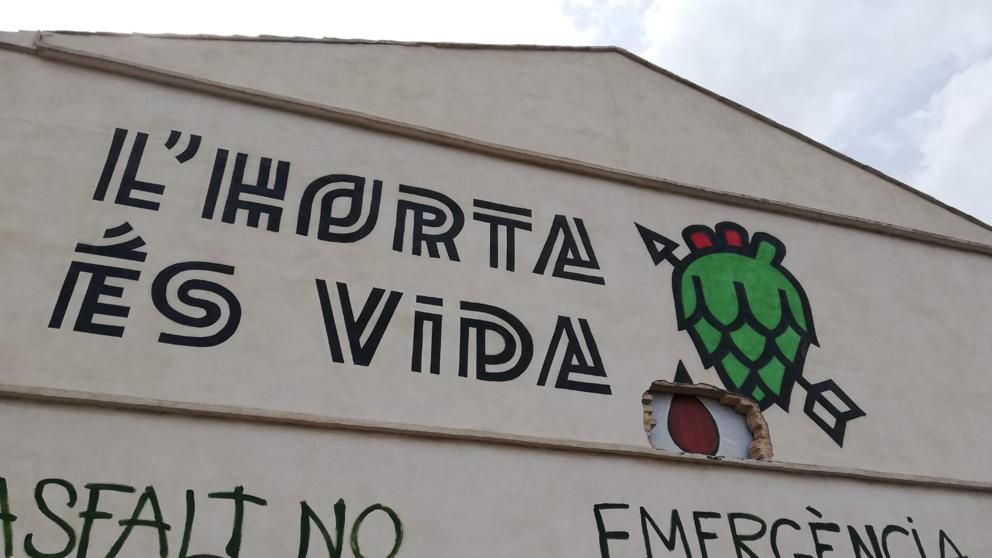 L'HORTA
ÉS VIDA
ASFALT NO
EMERGÈNCIA